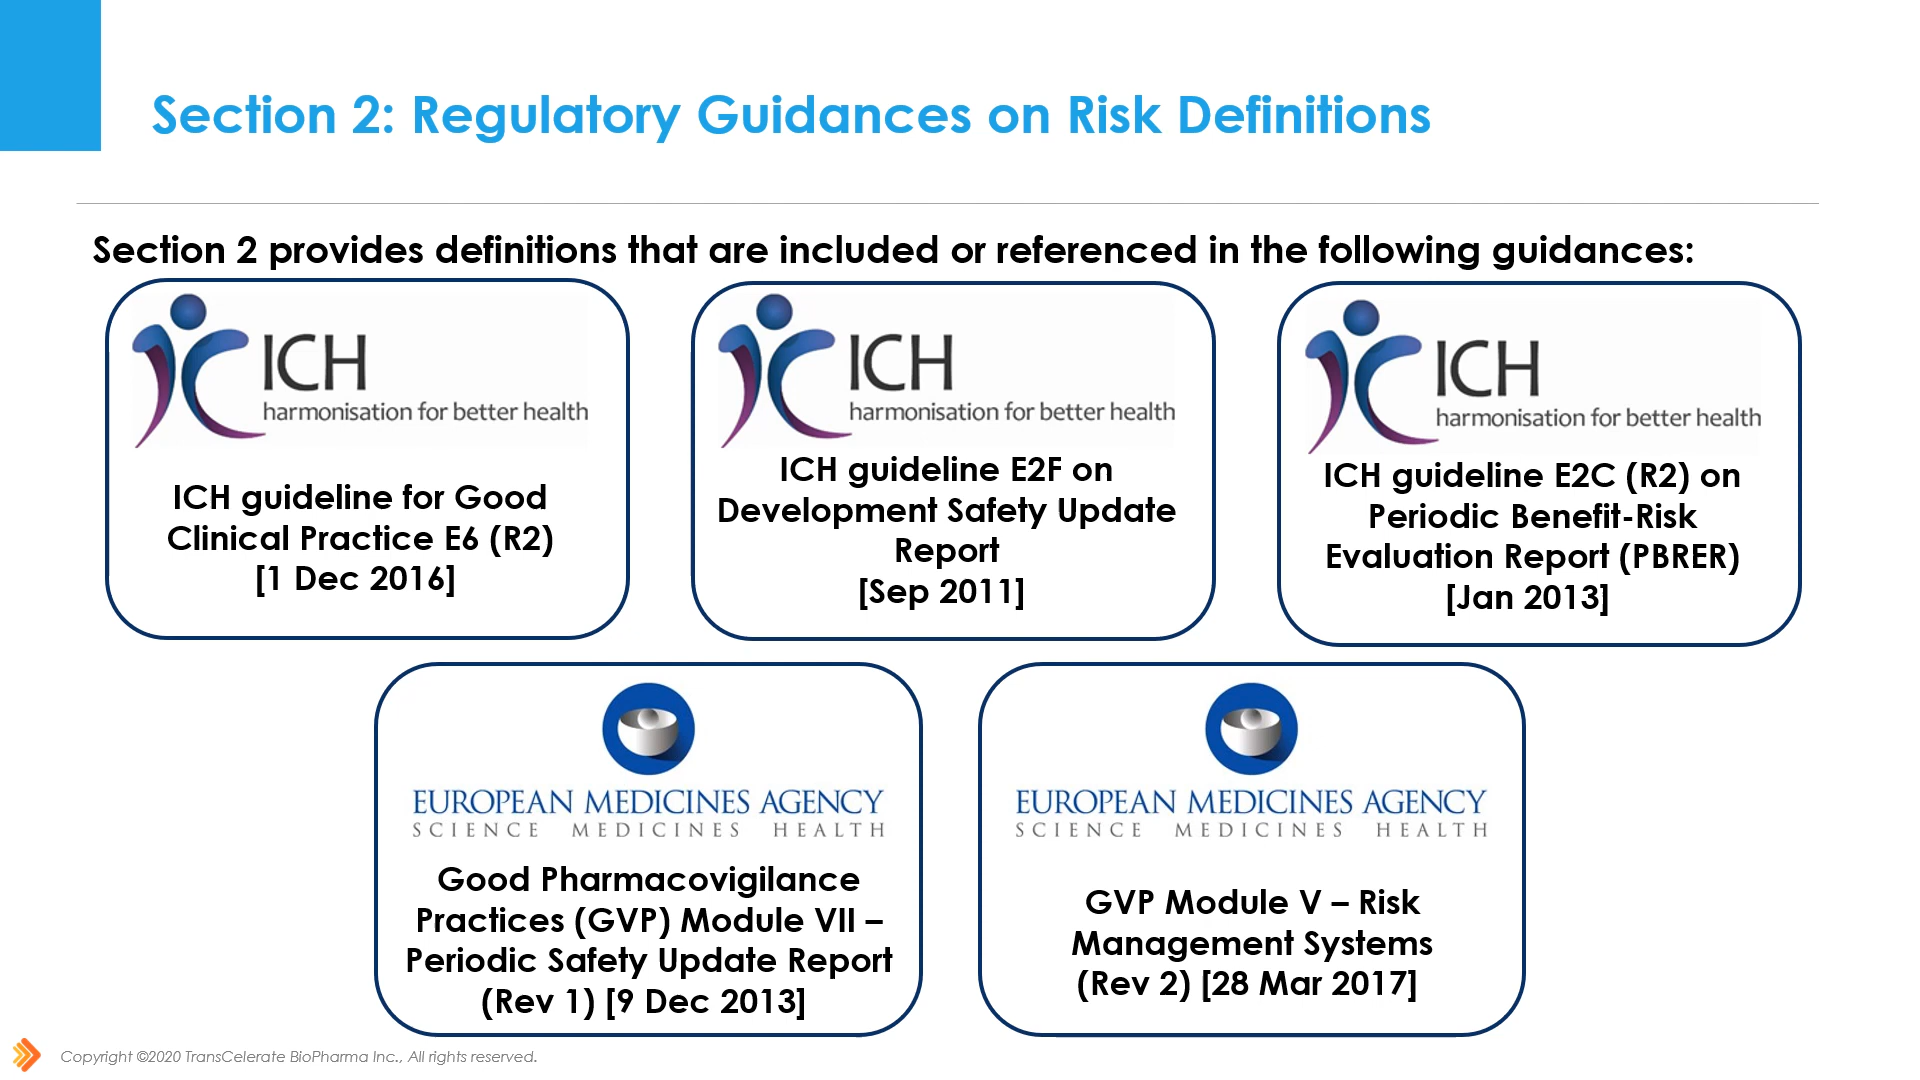 Section 2: Regulatory Guidances on Risk Definitions
Section 2 provides definitions that are included or referenced in the following guidances:
ICH
harmonisation for better health
ICH guideline for Good
Clinical Practice E6 (R2)
[1 Dec 2016]
ICH
harmonisation for better health
ICH guideline E2F on
Development Safety Update
Report
[Sep 2011]
ICH
harmonisation for better health
ICH guideline E2C (R2) on
Periodic Benefit-Risk
Evaluation Report (PBRER)
[Jan 2013]
EUROPEAN MEDICINES AGENCY
SCIENCE MEDICINES HEALTH
Good Pharmacovigilance
Practices (GVP) Module VII –
Periodic Safety Update Report
(Rev 1) [9 Dec 2013]
EUROPEAN MEDICINES AGENCY
SCIENCE MEDICINES HEALTH
GVP Module V – Risk
Management Systems
(Rev 2) [28 Mar 2017]
Copyright ©2020 TransCelerate BioPharma Inc., All rights reserved.